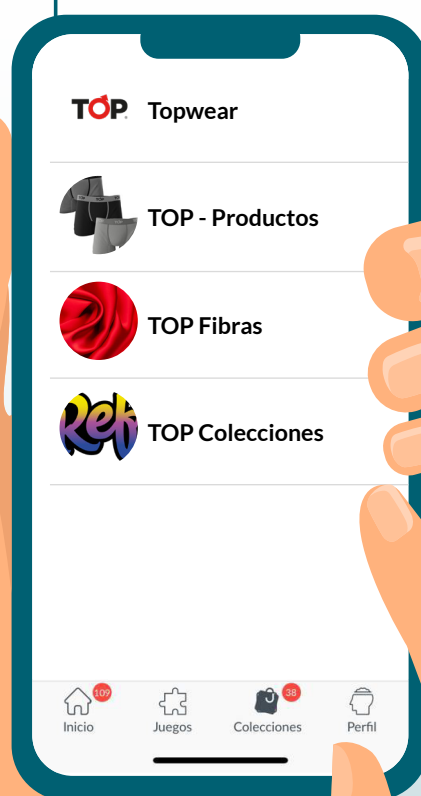 TOP Topwear
TOP - Productos
TOP Fibras
Ref TOP Colecciones
109
38
Inicio
Juegos
Colecciones
Perfil